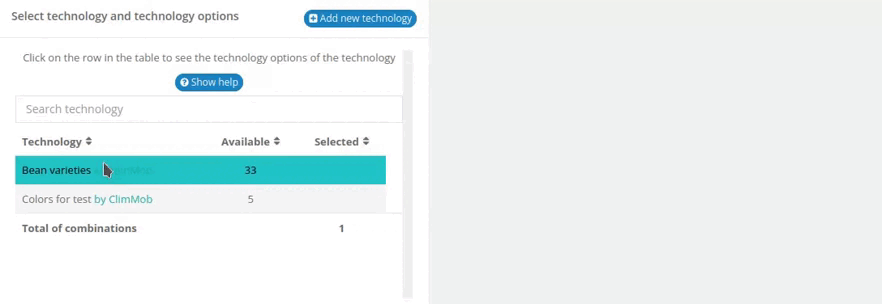 Select technology and technology options
Add new technology
Click on the row in the table to see the technology options of the technology
Show help
Search technology
Technology Available Selected
Bean varieties 33
Colors for test by ClimMob 5
Total of combinations 1